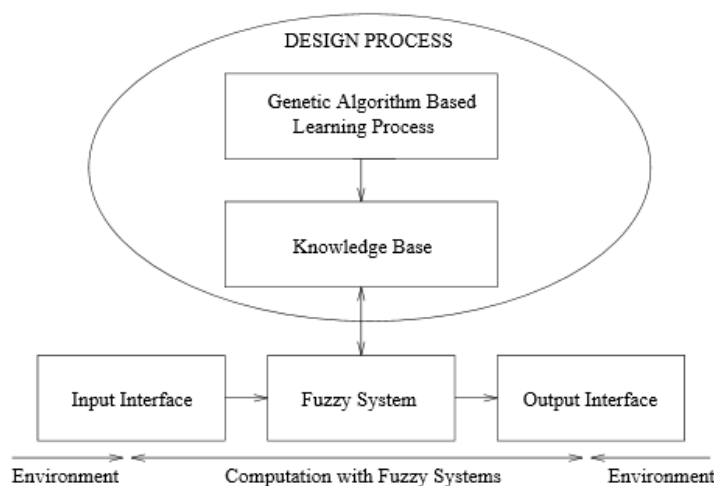 DESIGN PROCESS
Genetic Algorithm Based
Learning Process
Knowledge Base
Input Interface
Fuzzy System
Output Interface
Environment
Computation with Fuzzy Systems
Environment